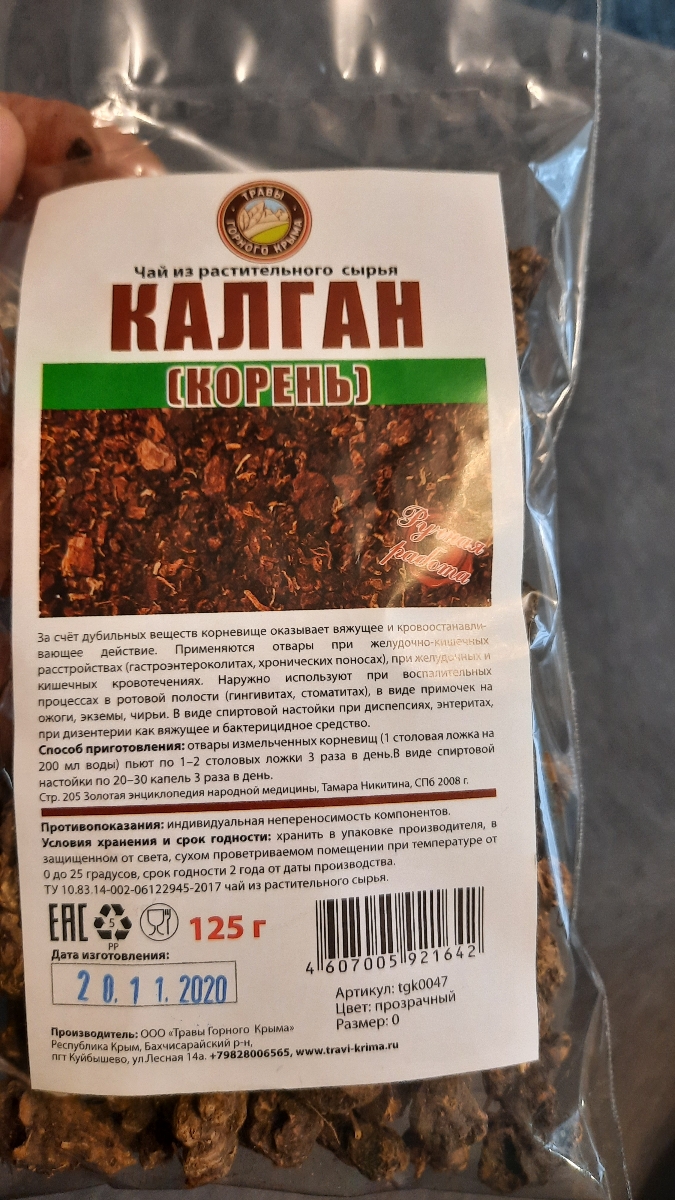 ТРАВЫ
ГОРНОГО КРЫМА
Чай из растительного сырья
КАЛГАН
(КОРЕНЬ)
Ручная
работа
За счёт дубильных веществ корневище оказывает вяжущее и кровоостанавли-
вающее действие. Применяются отвары при желудочно-кишечных
расстройствах (гастроэнтероколитах, хронических поносах), при желудочных и
кишечных кровотечениях. Наружно используют при воспалительных
процессах в ротовой полости (гингивитах, стоматитах), в виде примочек на
ожоги, экземы, чирьи. В виде спиртовой настойки при диспепсиях, энтеритах,
при дизентерии как вяжущее и бактерицидное средство.
Способ приготовления: отвары измельченных корневищ (1 столовая ложка на
200 мл воды) пьют по 1–2 столовых ложки 3 раза в день.В виде спиртовой
настойки по 20–30 капель 3 раза в день.
Стр. 205 Золотая энциклопедия народной медицины, Тамара Никитина, СПб 2008 г.
Противопоказания: индивидуальная непереносимость компонентов.
Условия хранения и срок годности: хранить в упаковке производителя, в
защищенном от света, сухом проветриваемом помещении при температуре от
0 до 25 градусов, срок годности 2 года от даты производства.
ТУ 10.83.14-002-06122945-2017 чай из растительного сырья.
EAC 5 PP 125 г
Дата изготовления:
20.11.2020
4 607005 921642
Артикул: tgk0047
Цвет: прозрачный
Размер: 0
Производитель: ООО «Травы Горного Крыма»
Республика Крым, Бахчисарайский р-н,
пгт Куйбышево, ул.Лесная 14а. +79828006565, www.travi-krima.ru